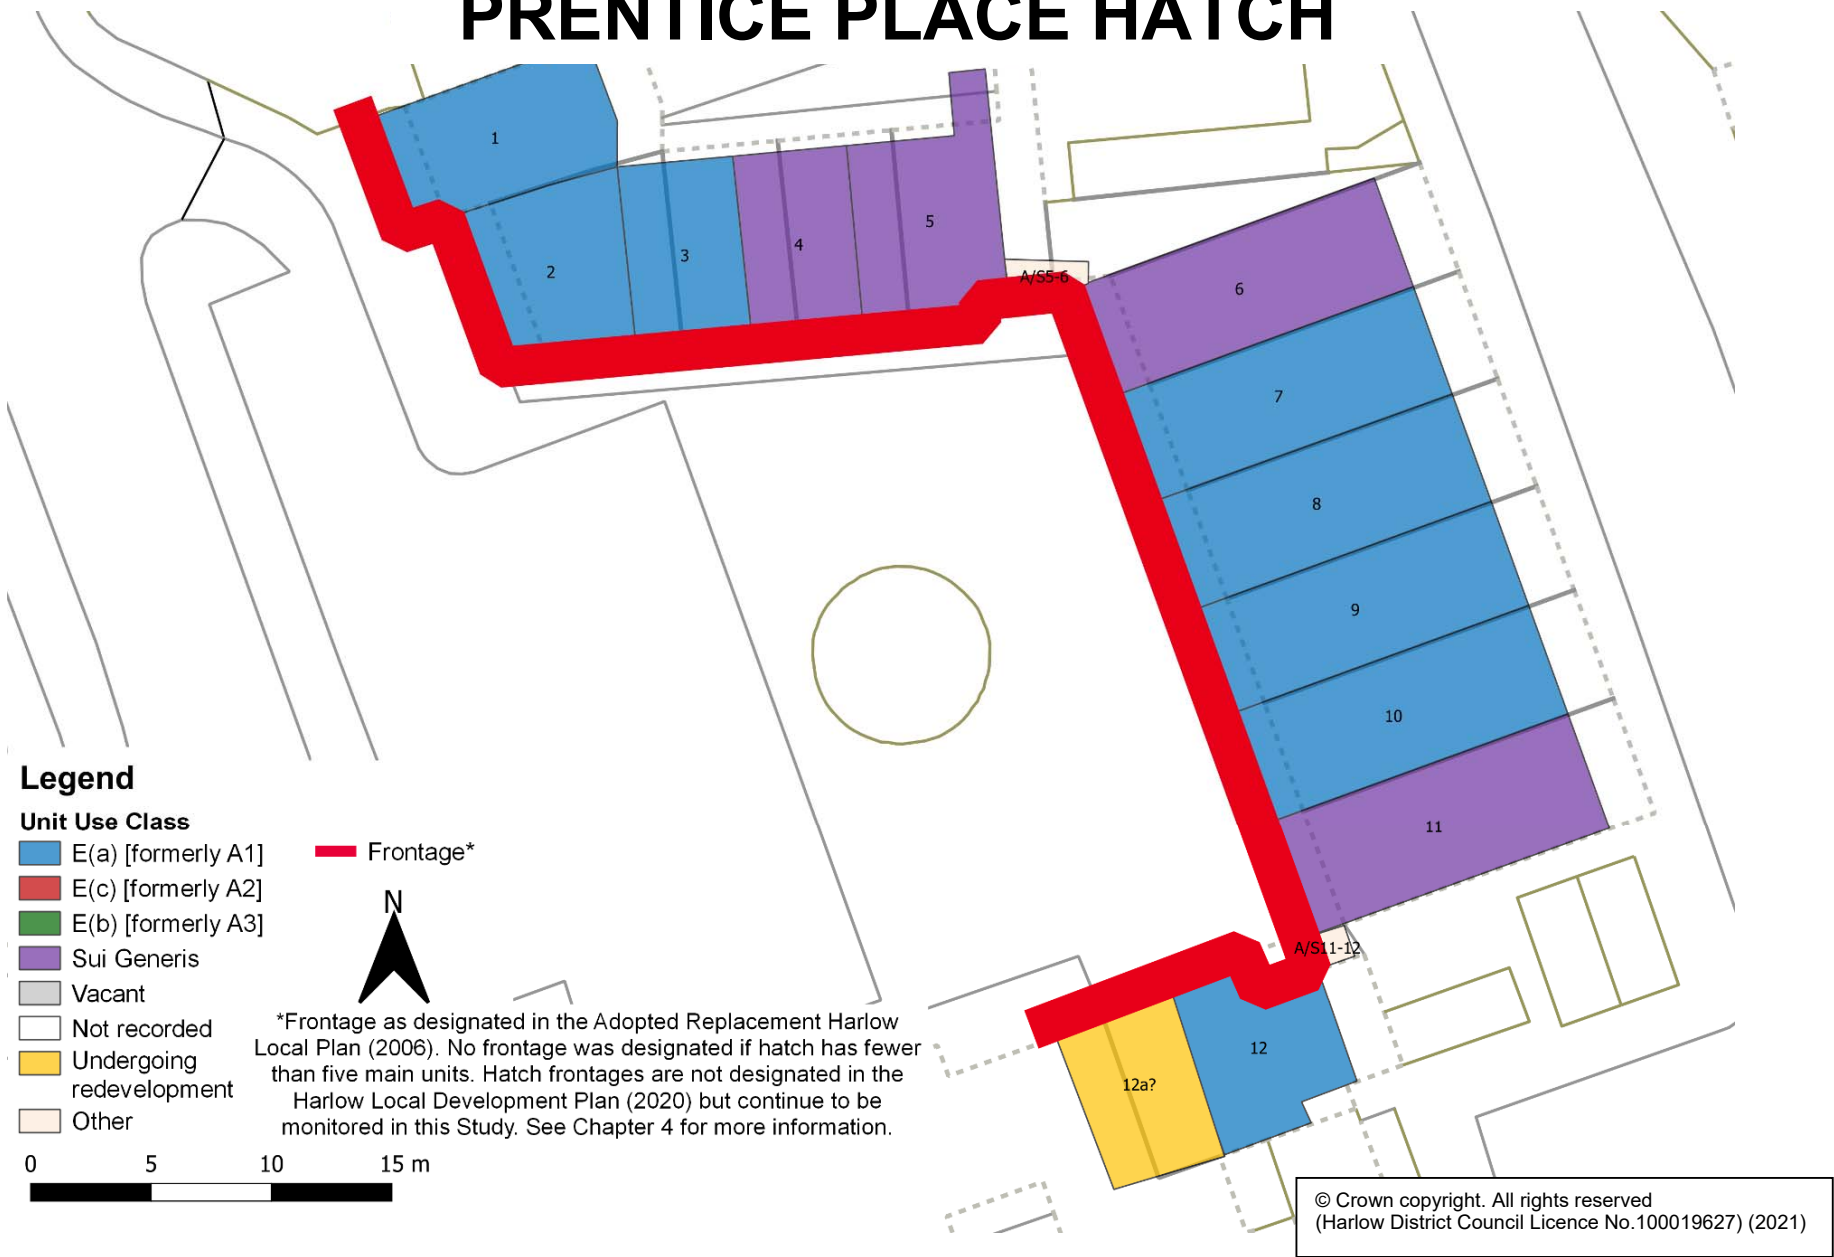 PRENTICE PLACE HATCH
1
2
3
4
5
A/S5-6
6
7
8
9
10
11
A/S11-12
12
12a?
Legend
Unit Use Class
E(a) [formerly A1]
E(c) [formerly A2]
E(b) [formerly A3]
Sui Generis
Vacant
Not recorded
Undergoing
redevelopment
Other
Frontage*
N
*Frontage as designated in the Adopted Replacement Harlow
Local Plan (2006). No frontage was designated if hatch has fewer
than five main units. Hatch frontages are not designated in the
Harlow Local Development Plan (2020) but continue to be
monitored in this Study. See Chapter 4 for more information.
0 5 10 15 m
© Crown copyright. All rights reserved
(Harlow District Council Licence No.100019627) (2021)